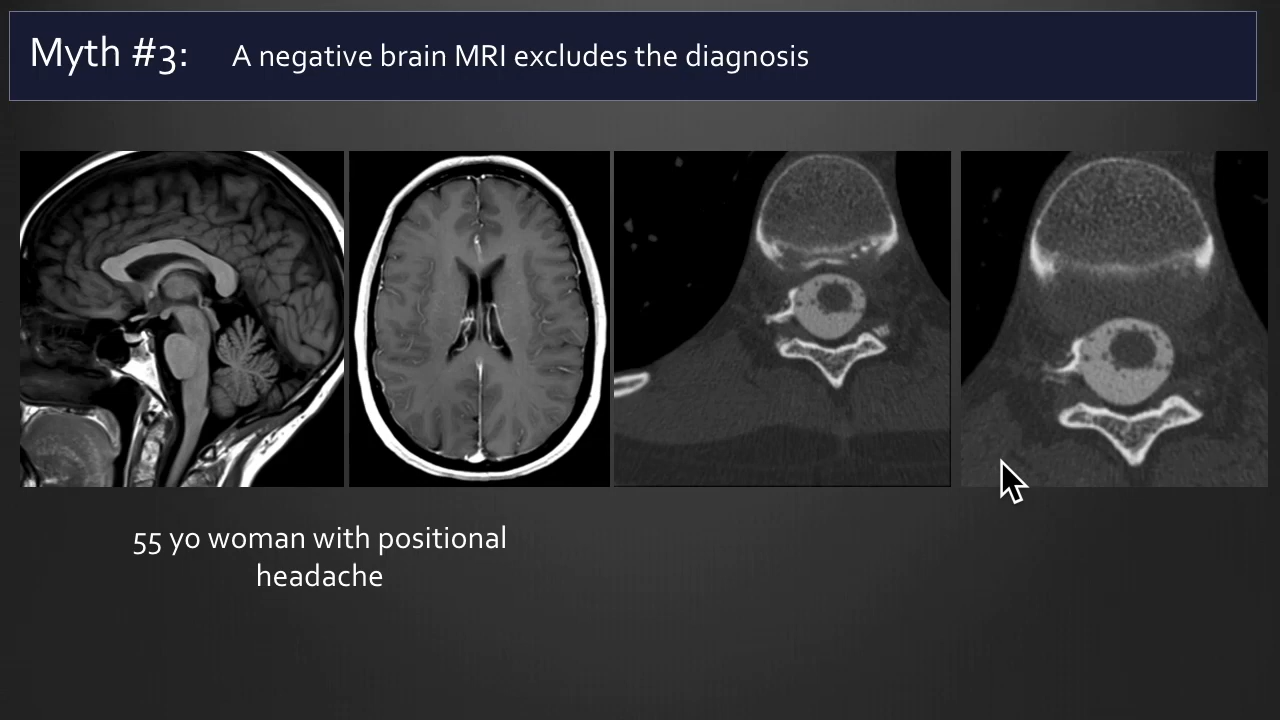 Myth #3: A negative brain MRI excludes the diagnosis
55 yo woman with positional
headache